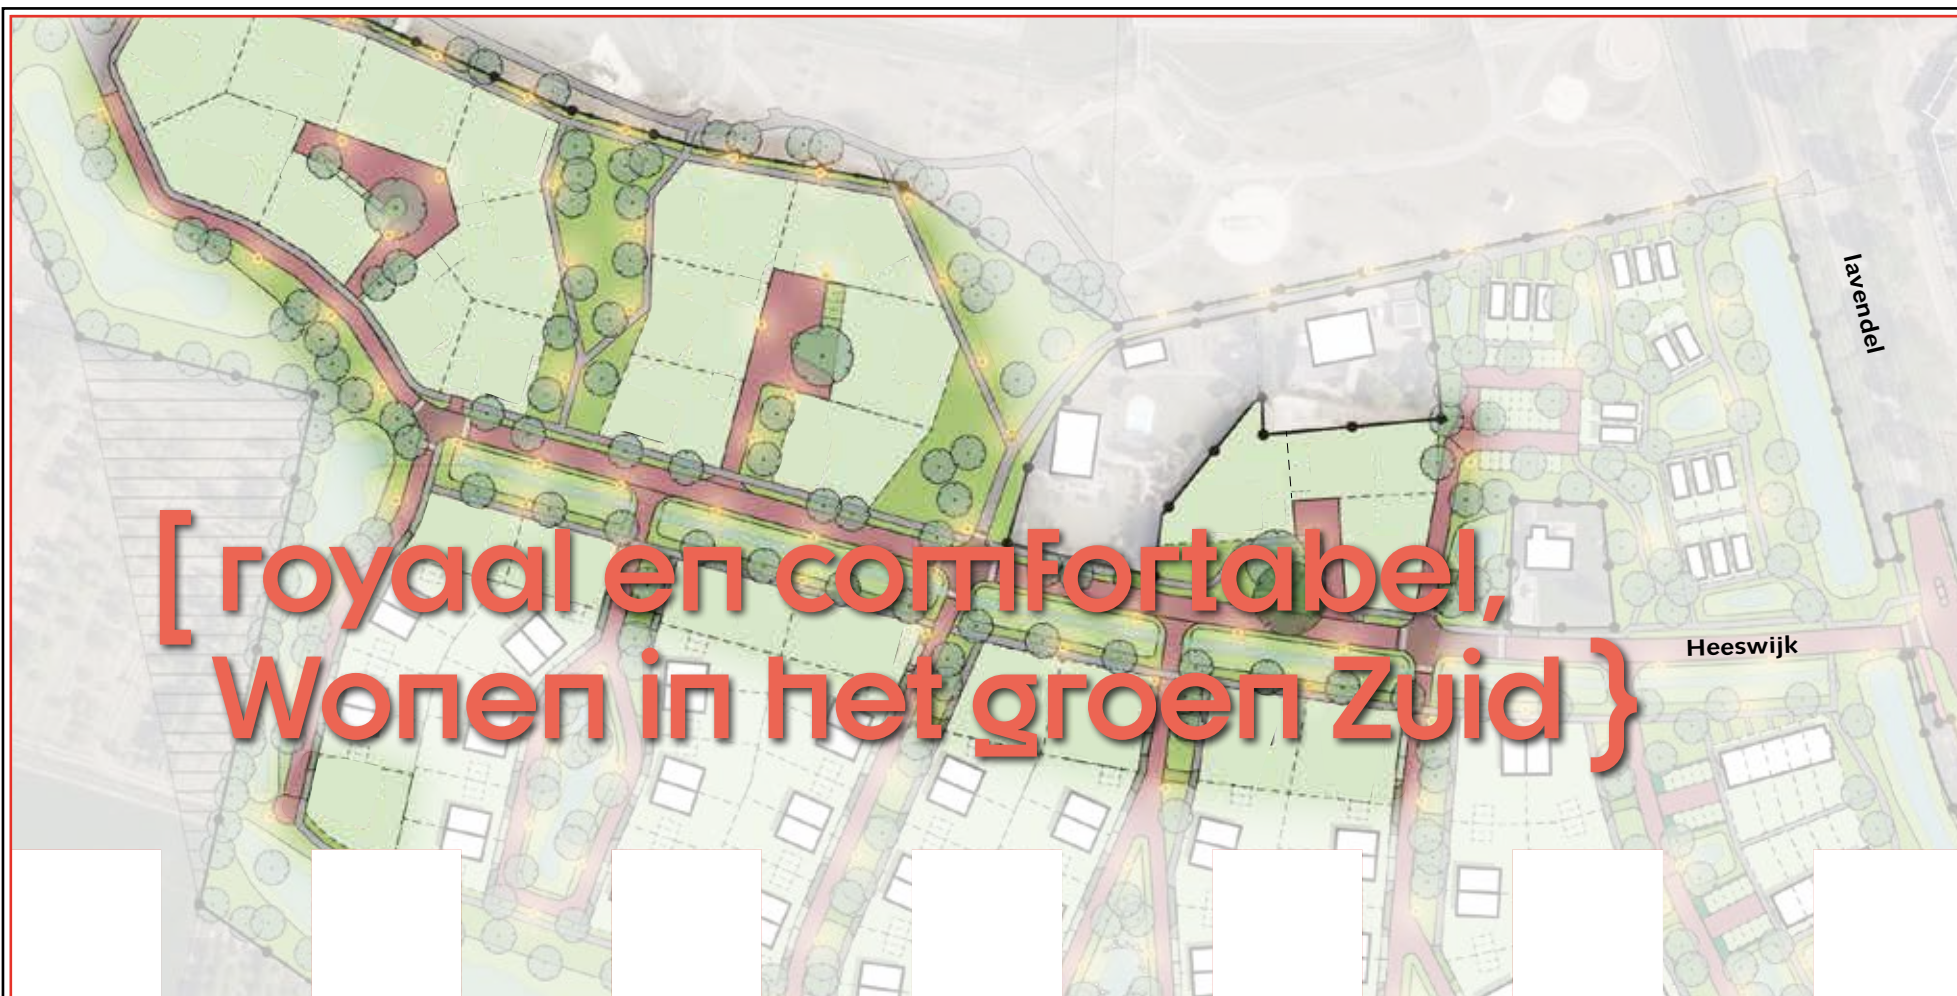 lavendel
[ royaal en comfortabel,
Heeswijk
Wonen in het groen Zuid }